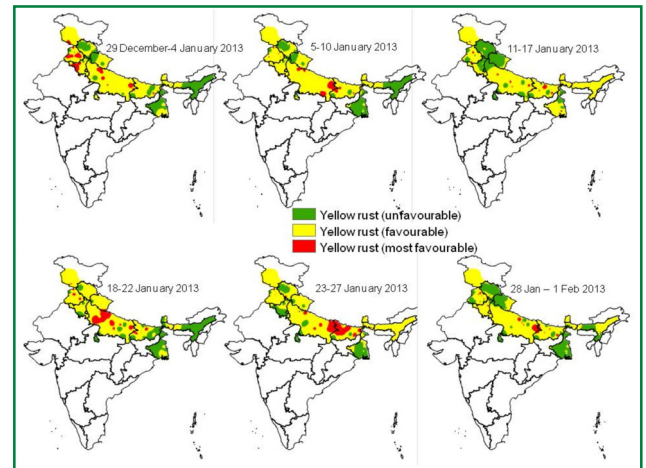 29 December-4 January 2013
5-10 January 2013
11-17 January 2013
Yellow rust (unfavourable)
Yellow rust (favourable)
Yellow rust (most favourable)
18-22 January 2013
23-27 January 2013
28 Jan – 1 Feb 2013